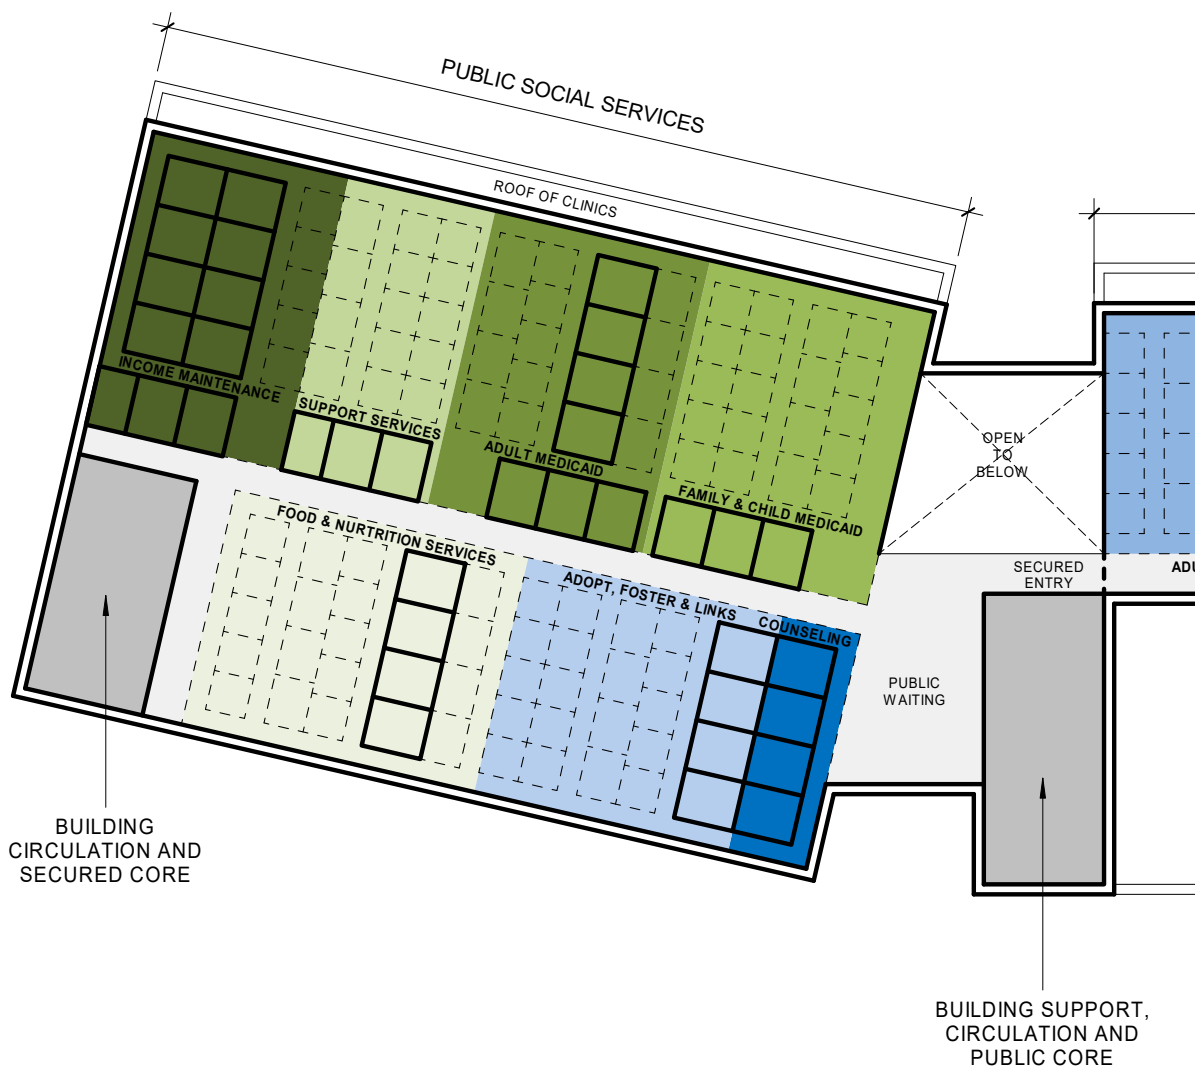 PUBLIC SOCIAL SERVICES
ROOF OF CLINICS
INCOME MAINTENANCE
SUPPORT SERVICES
ADULT MEDICAID
FAMILY & CHILD MEDICAID
OPEN
TO
BELOW
FOOD & NURTRITION SERVICES
ADOPT, FOSTER & LINKS
COUNSELING
SECURED
ENTRY
ADU
PUBLIC
WAITING
BUILDING
CIRCULATION AND
SECURED CORE
BUILDING SUPPORT,
CIRCULATION AND
PUBLIC CORE